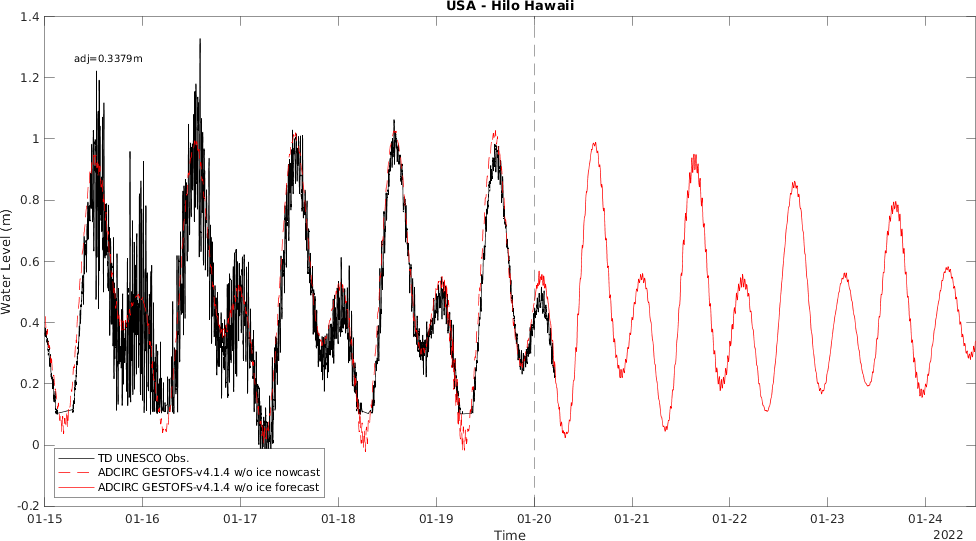 USA - Hilo Hawaii
1.4
1.2
1
0.8
0.6
0.4
0.2
0
-0.2
Water Level (m)
adj=0.3379m
TD UNESCO Obs.
ADCIRC GESTOFS-v4.1.4 w/o ice nowcast
ADCIRC GESTOFS-v4.1.4 w/o ice forecast
01-15 01-16 01-17 01-18 01-19 01-20 01-21 01-22 01-23 01-24
Time
2022